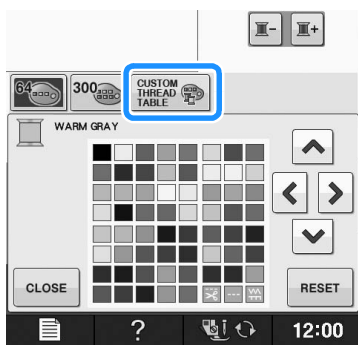 64
300
CUSTOM
THREAD
TABLE
WARM GRAY
CLOSE
RESET
?
12:00